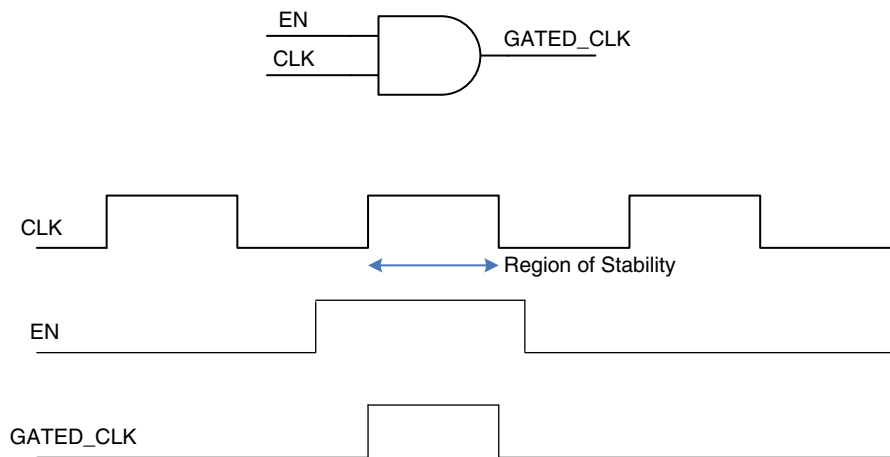 EN
CLK
GATED_CLK
CLK
Region of Stability
EN
GATED_CLK